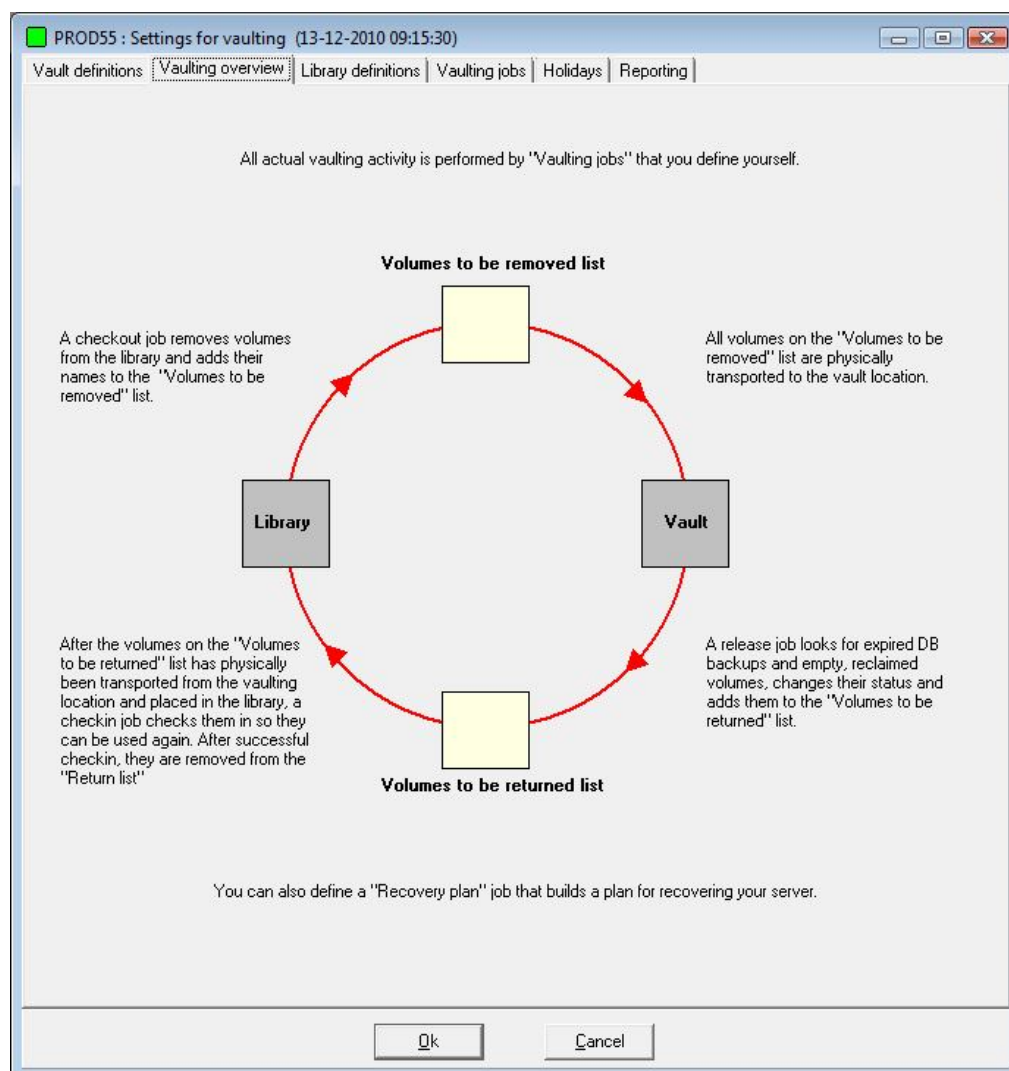 PROD55 : Settings for vaulting (13-12-2010 09:15:30)
Vault definitions Vaulting overview Library definitions Vaulting jobs Holidays Reporting
All actual vaulting activity is performed by "Vaulting jobs" that you define yourself.
Volumes to be removed list
A checkout job removes volumes
from the library and adds their
names to the "Volumes to be
removed" list.
All volumes on the "Volumes to be
removed" list are physically
transported to the vault location.
Library
Vault
After the volumes on the "Volumes
to be returned" list has physically
been transported from the vaulting
location and placed in the library, a
checkin job checks them in so they
can be used again. After successful
checkin, they are removed from the
"Return list"
A release job looks for expired DB
backups and empty, reclaimed
volumes, changes their status and
adds them to the "Volumes to be
returned" list.
Volumes to be returned list
You can also define a "Recovery plan" job that builds a plan for recovering your server.
Ok
Cancel